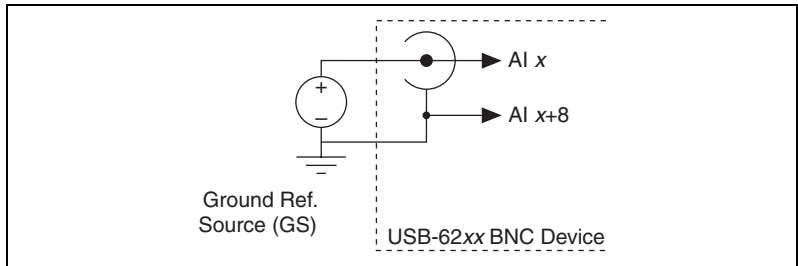 AI x
+
–
AI x+8
Ground Ref.
Source (GS)
USB-62xx BNC Device